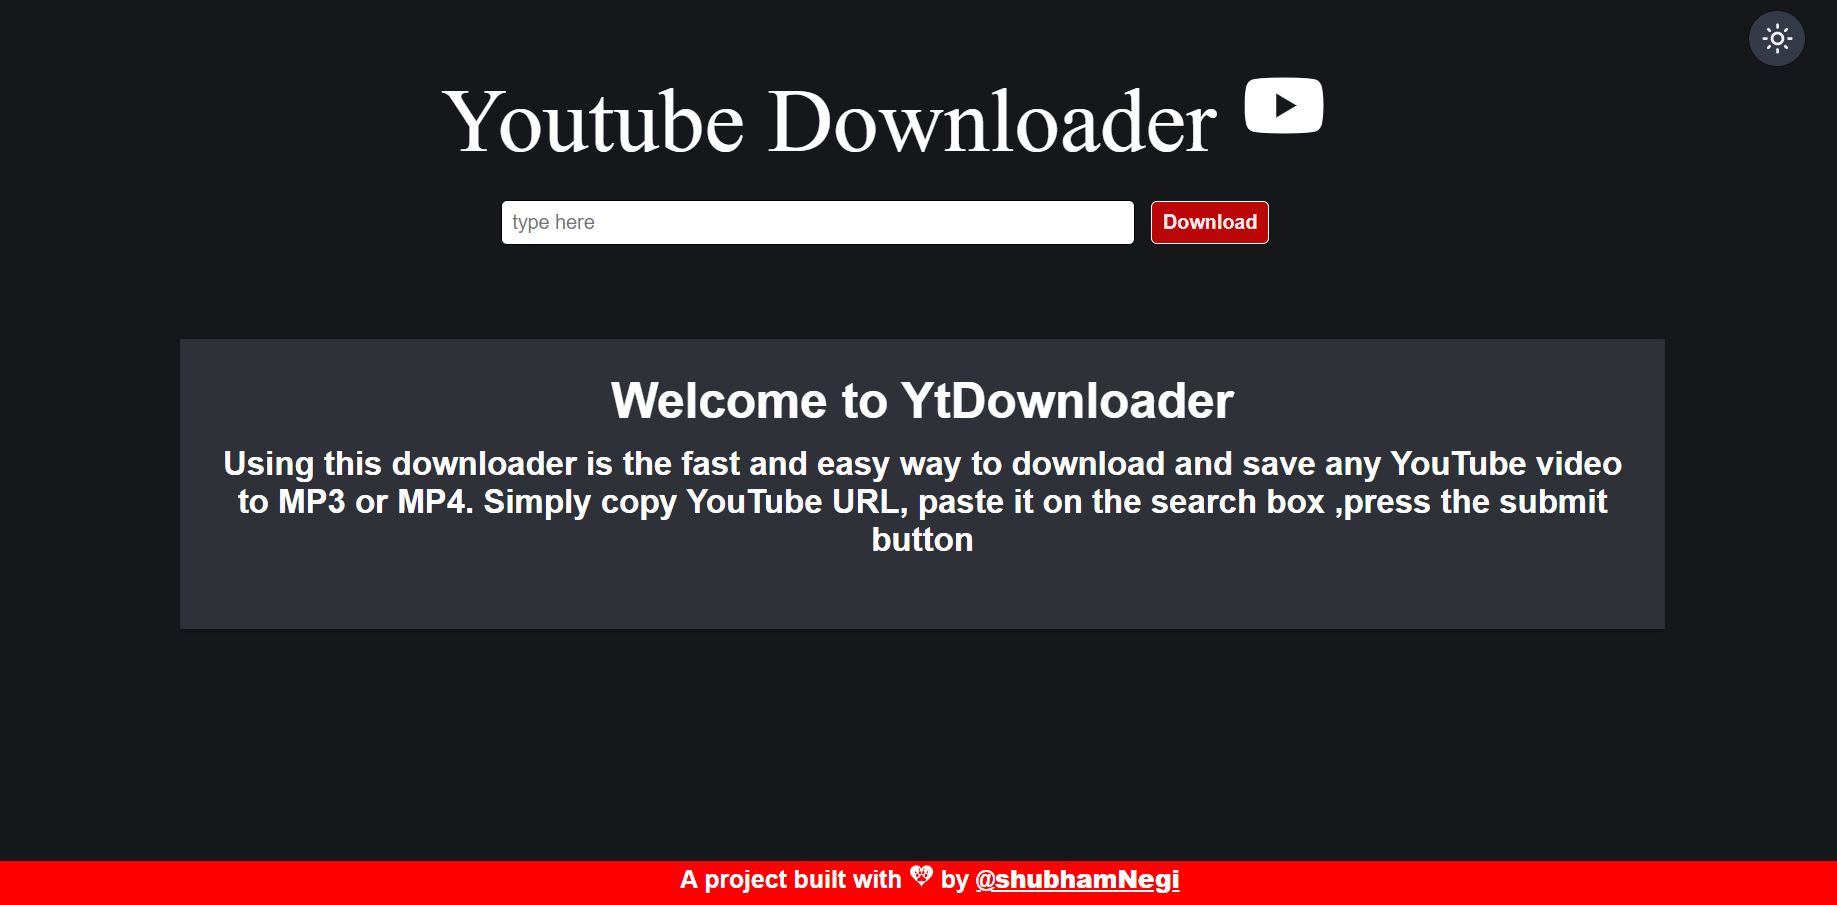 Youtube Downloader
type here
Download
Welcome to YtDownloader
Using this downloader is the fast and easy way to download and save any YouTube video
to MP3 or MP4. Simply copy YouTube URL, paste it on the search box ,press the submit
button
A project built with by @shubhamNegi